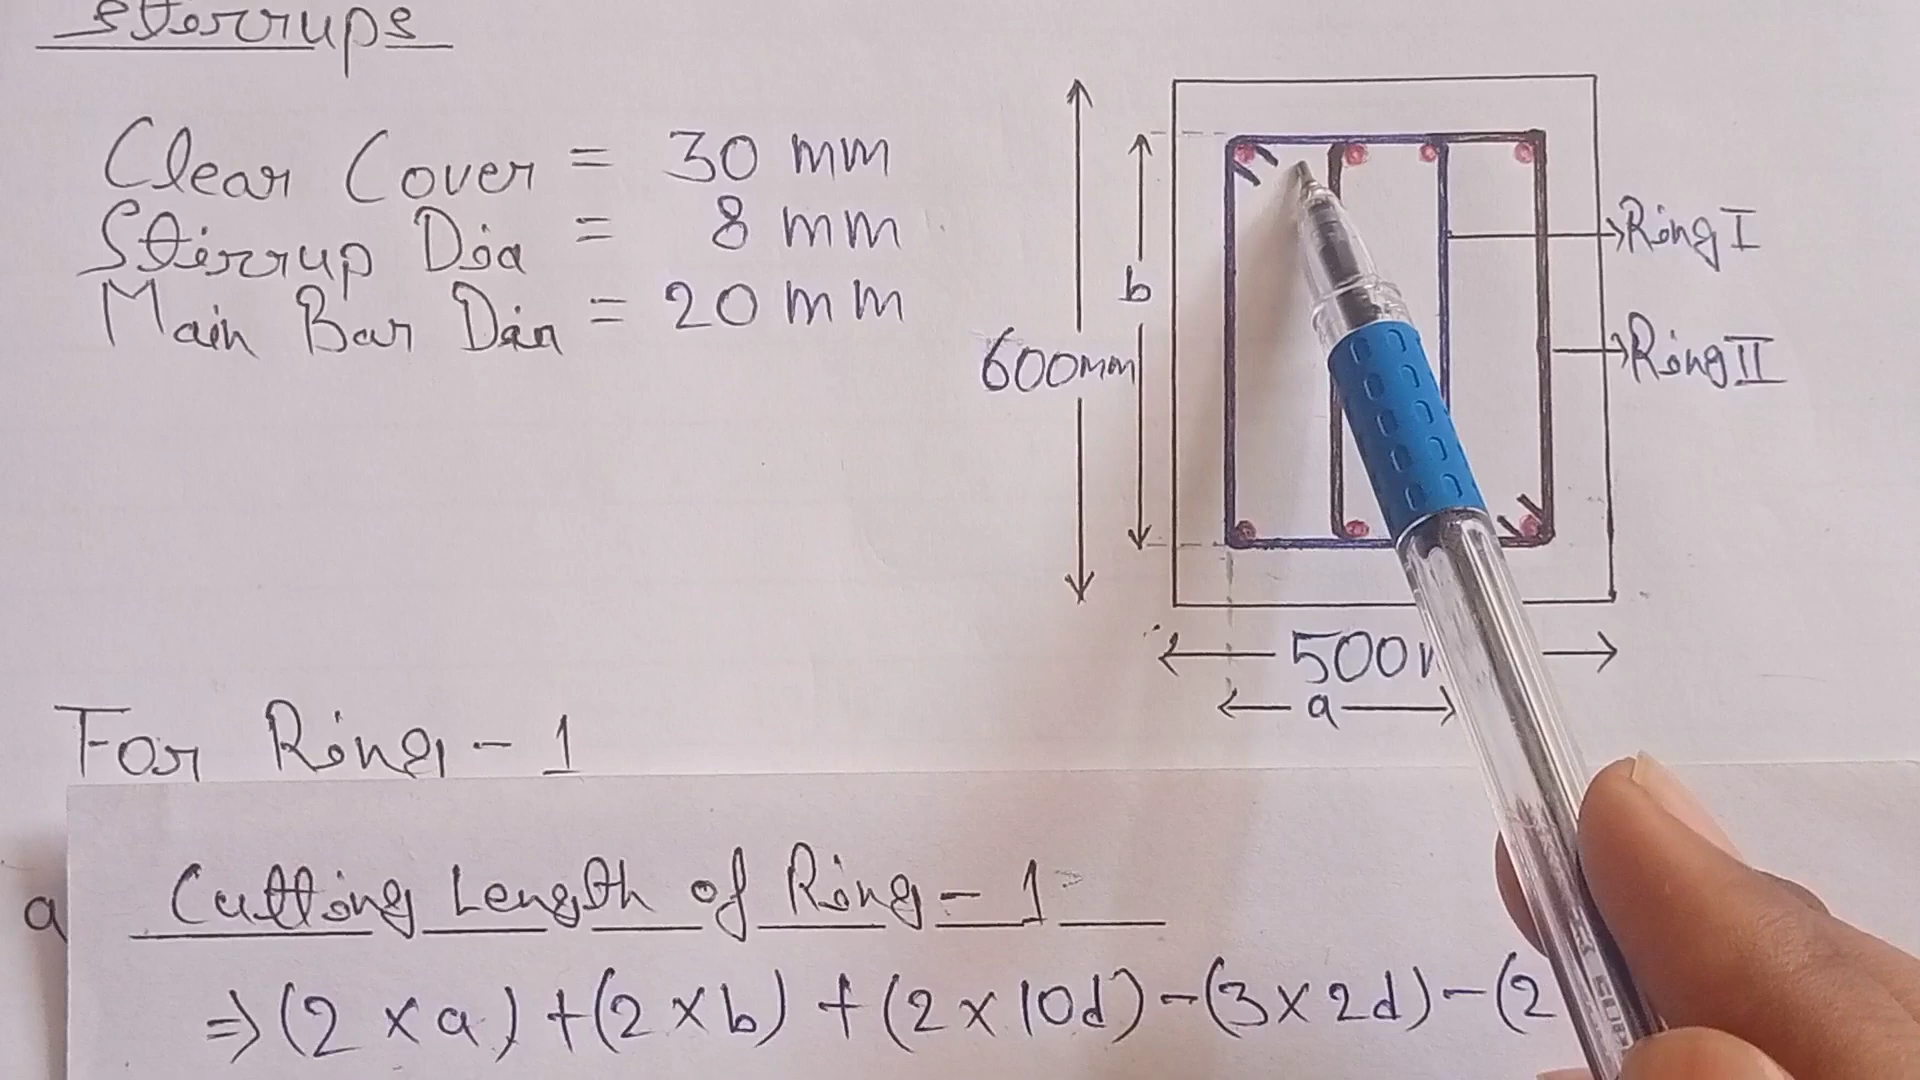 Stirrups
Clear Cover = 30 mm
Stirrup Dia = 8 mm
Main Bar Dia = 20 mm
Ring I
b
600mm
Ring II
500
a
For Ring - 1
a
Cutting Length of Ring - 1
⇒ (2 × a) + (2 × b) + (2 × 10d) - (3 × 2d) - (2